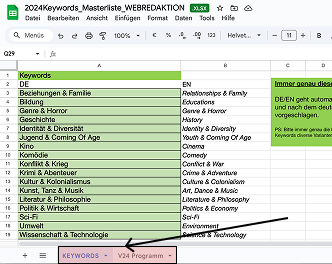 2024Keywords_Masterliste_WEBREDAKTION XLSX
Datei Bearbeiten Ansicht Einfügen Format Daten Tools Hilfe
Menüs 100% € % .0 .00 123 Helvet... 11 B
Q29 fx
A B C D
1 Keywords
2 DE EN
3 Beziehungen & Familie Relationships & Family
4 Bildung Educations
5 Genre & Horror Genre & Horror
6 Geschichte History
7 Identität & Diversität Identity & Diversity
8 Jugend & Coming Of Age Youth & Coming Of Age
9 Kino Cinema
10 Komödie Comedy
11 Konflikt & Krieg Conflict & War
12 Krimi & Abenteuer Crime & Adventure
13 Kultur & Kolonialismus Culture & Colonialism
14 Kunst, Tanz & Musik Art, Dance & Music
15 Literatur & Philosophie Literature & Philosophy
16 Politik & Wirtschaft Politics & Economy
17 Sci-Fi Sci-Fi
18 Umwelt Environment
19 Wissenschaft & Technologie Science & Technology
Immer genau diese
DE/EN geht automa
und nach dem deut
vorgeschlagen.
PS: Bitte immer genau die
Keywords diverse Varianten
KEYWORDS V24 Programm